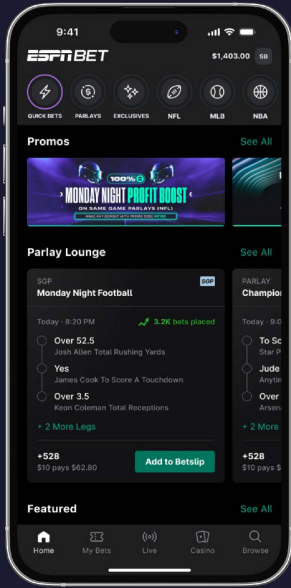 9:41
ESPN BET
$1,403.00 SB
QUICK BETS PARLAYS EXCLUSIVES NFL MLB NBA
Promos See All
100%
MONDAY NIGHT PROFIT BOOST
ON SAME GAME PARLAYS (NFL)
Parlay Lounge See All
SGP SGP
Monday Night Football
Today · 8:20 PM 3.2K bets placed
Over 52.5
Josh Allen Total Rushing Yards
Yes
James Cook To Score A Touchdown
Over 3.5
Keon Coleman Total Receptions
+ 2 More Legs
+528
$10 pays $62.80
Add to Betslip
PARLAY
Champio
Today · 9:0
To Sc
Star P
Jude
Anytin
Over
Arsen
+ 2 More
+528
$10 pays $
Featured See All
Home My Bets Live Casino Browse